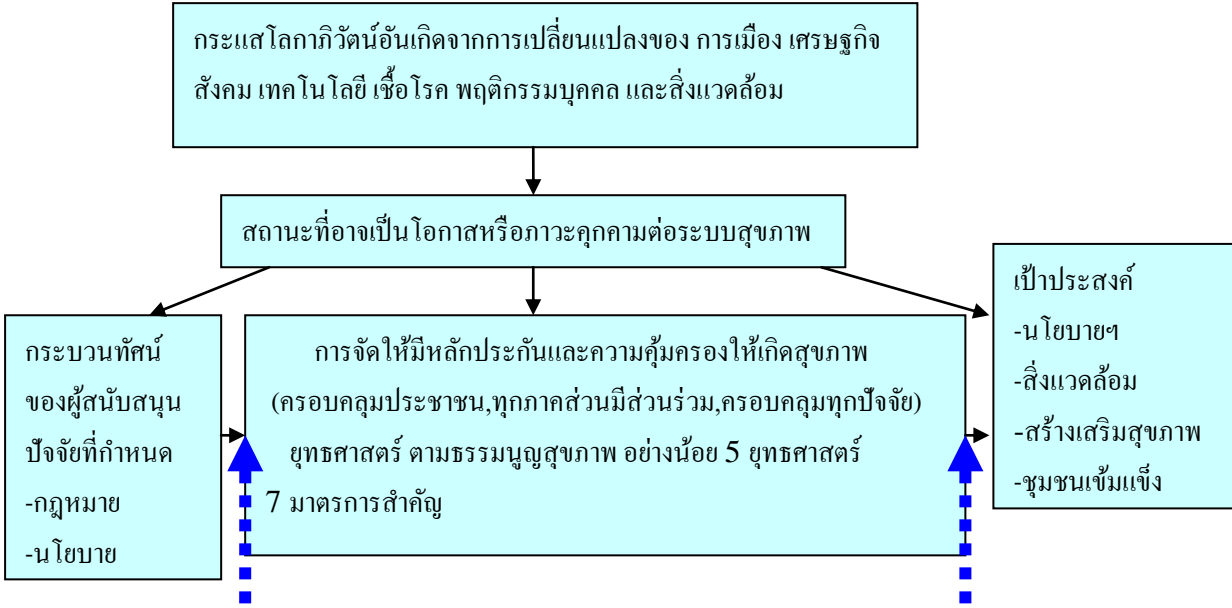 กระแสโลกาภิวัตน์อันเกิดจากการเปลี่ยนแปลงของ การเมือง เศรษฐกิจ
สังคม เทคโนโลยี เชื้อโรค พฤติกรรมบุคคล และสิ่งแวดล้อม
สถานะที่อาจเป็นโอกาสหรือภาวะคุกคามต่อระบบสุขภาพ
กระบวนทัศน์
ของผู้สนับสนุน
ปัจจัยที่กำหนด
-กฎหมาย
-นโยบาย
การจัดให้มีหลักประกันและความคุ้มครองให้เกิดสุขภาพ
(ครอบคลุมประชาชน,ทุกภาคส่วนมีส่วนร่วม,ครอบคลุมทุกปัจจัย)
ยุทธศาสตร์ ตามธรรมนูญสุขภาพ อย่างน้อย 5 ยุทธศาสตร์
7 มาตรการสำคัญ
เป้าประสงค์
-นโยบายฯ
-สิ่งแวดล้อม
-สร้างเสริมสุขภาพ
-ชุมชนเข้มแข็ง